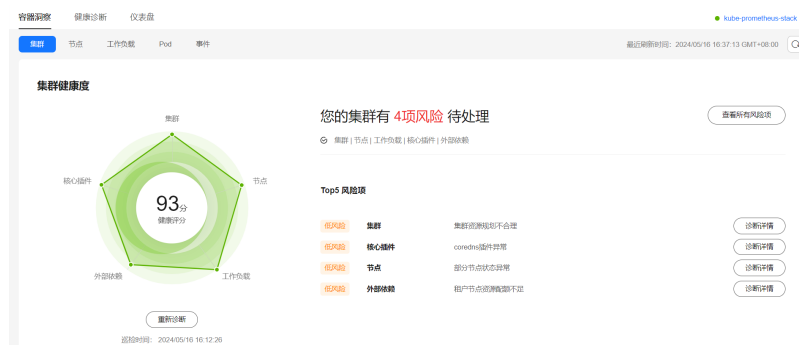 容器洞察 健康诊断 仪表盘 kube-prometheus-stack
集群 节点 工作负载 Pod 事件 最近刷新时间: 2024/05/16 16:37:13 GMT+08:00
集群健康度
集群
节点
工作负载
外部依赖
核心插件
93分
健康评分
重新诊断
巡检时间: 2024/05/16 16:12:26
您的集群有 4项风险 待处理 查看所有风险项
集群 | 节点 | 工作负载 | 核心插件 | 外部依赖
Top5 风险项
低风险 集群 集群资源规划不合理 诊断详情
低风险 核心插件 coredns插件异常 诊断详情
低风险 节点 部分节点状态异常 诊断详情
低风险 外部依赖 租户节点资源配额不足 诊断详情